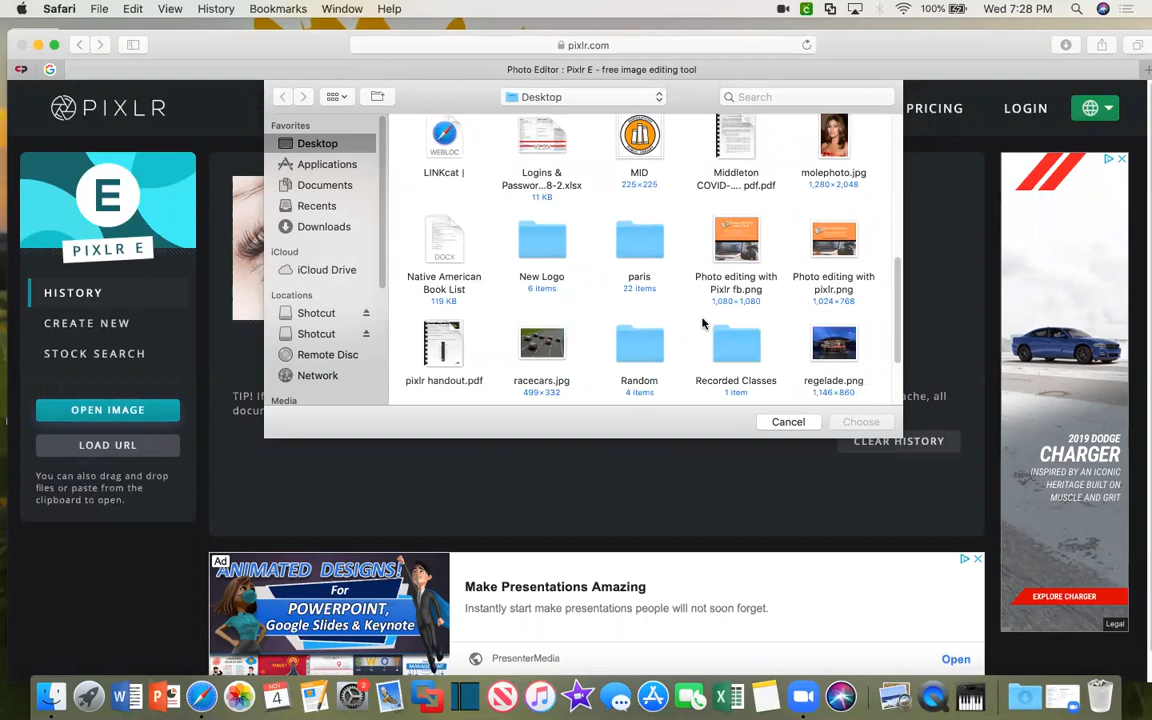 Safari File Edit View History Bookmarks Window Help 100% Wed 7:28 PM
pixlr.com
Photo Editor : Pixlr E - free image editing tool
PIXLR
PRICING LOGIN
Desktop
Search
E
PIXLR E
HISTORY
CREATE NEW
STOCK SEARCH
OPEN IMAGE
LOAD URL
You can also drag and drop
files or paste from the
clipboard to open.
Favorites
Desktop
Applications
Documents
Recents
Downloads
iCloud
iCloud Drive
Locations
Shotcut
Shotcut
Remote Disc
Network
Media
WEBLOC
LINKcat |
Logins &
Passwor...8-2.xlsx
11 KB
MID
225×225
Middleton
COVID-.... pdf.pdf
molephoto.jpg
1,280×2,048
DOCX
Native American
Book List
119 KB
New Logo
6 items
paris
22 items
Photo editing with
Pixlr fb.png
1,080×1,080
Photo editing with
pixlr.png
1,024×768
pixlr handout.pdf
racecars.jpg
499×332
Random
4 items
Recorded Classes
1 item
regelade.png
1,146×860
Cancel Choose
TIP! I
docum
ache, all
CLEAR HISTORY
2019 DODGE
CHARGER
INSPIRED BY AN ICONIC
HERITAGE BUILT ON
MUSCLE AND GRIT
EXPLORE CHARGER
Legal
Ad
ANIMATED DESIGNS!
For
POWERPOINT,
Google Slides & Keynote
Make Presentations Amazing
Instantly start make presentations people will not soon forget.
PresenterMedia
Open
NOV
4
2